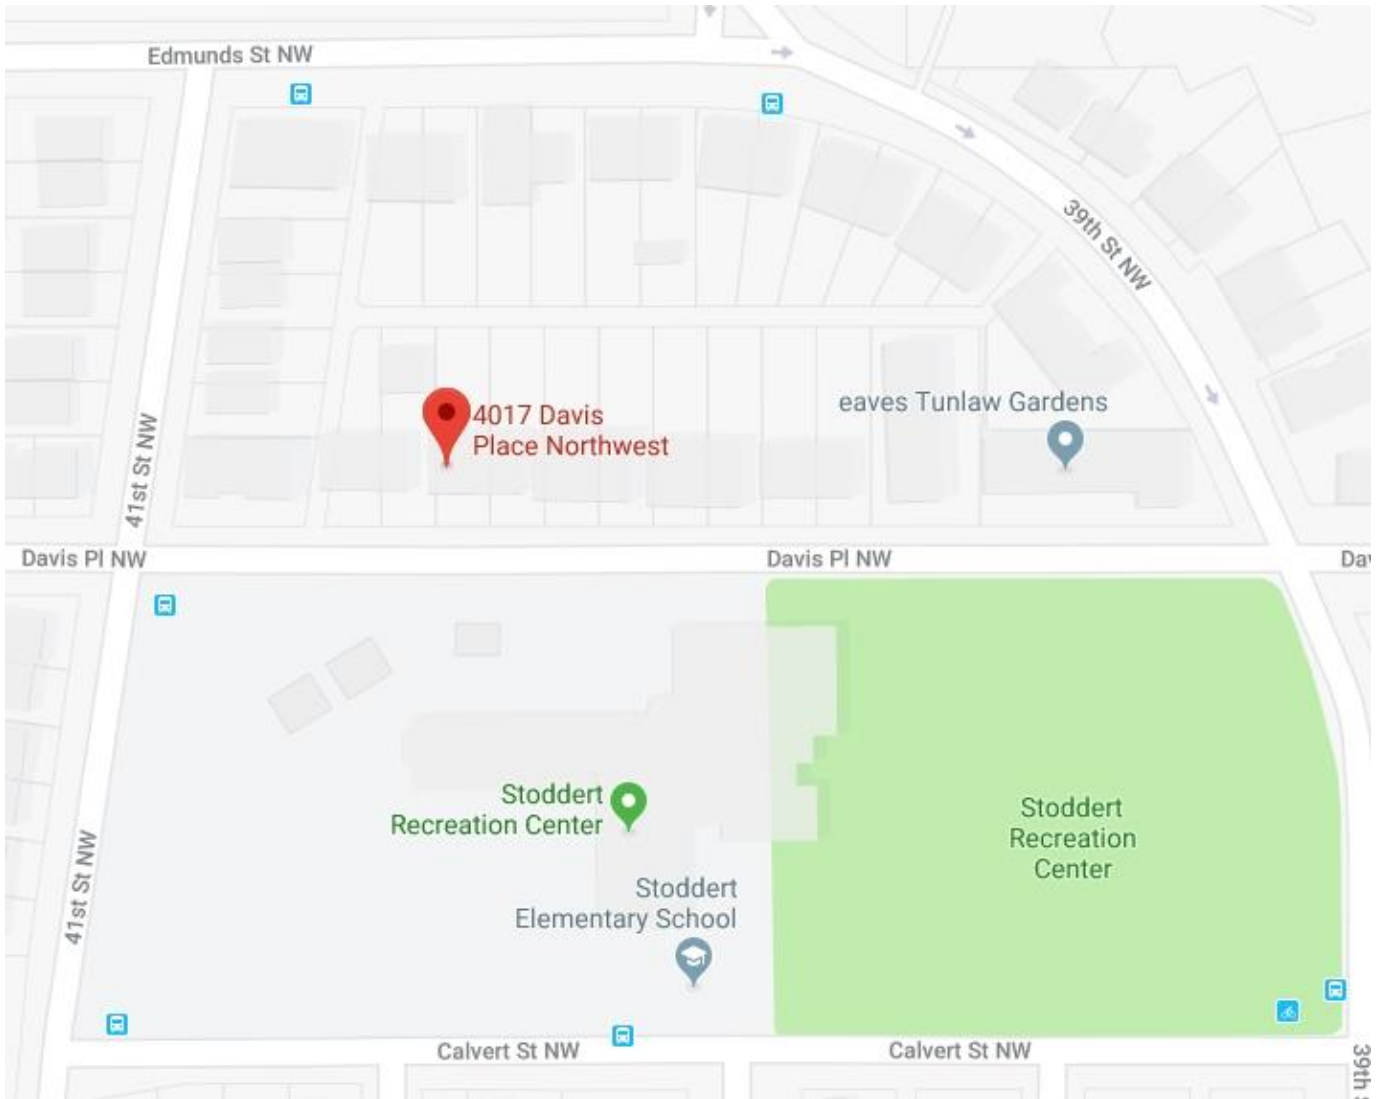 Edmunds St NW
39th St NW
4017 Davis
Place Northwest
eaves Tunlaw Gardens
41st St NW
Davis Pl NW
Davis Pl NW
Dav
Stoddert
Recreation Center
Stoddert
Recreation
Center
Stoddert
Elementary School
41st St NW
Calvert St NW
Calvert St NW
39th S